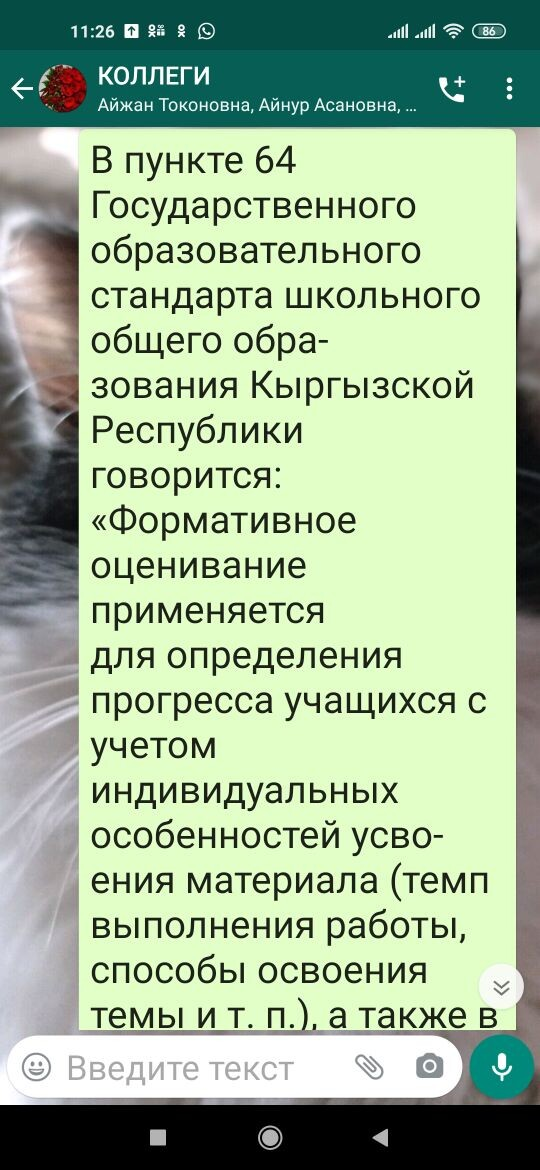 11:26
86
КОЛЛЕГИ
Айжан Токоновна, Айнур Асановна, ...
В пункте 64
Государственного
образовательного
стандарта школьного
общего обра-
зования Кыргызской
Республики
говорится:
«Формативное
оценивание
применяется
для определения
прогресса учащихся с
учетом
индивидуальных
особенностей усво-
ения материала (темп
выполнения работы,
способы освоения
темы и т. п.), а также в
Введите текст